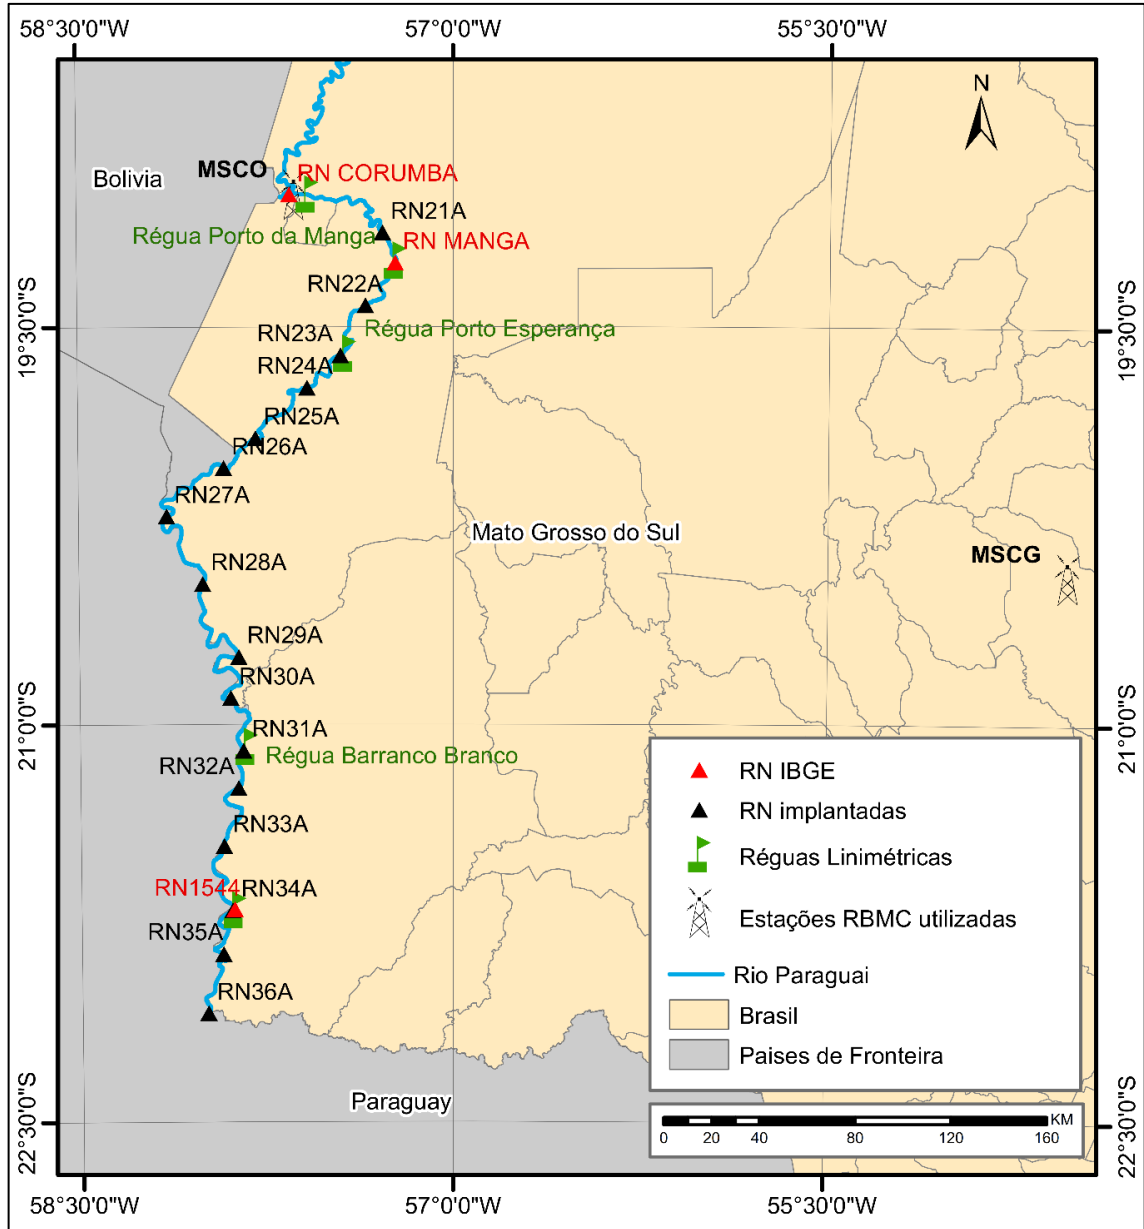 58°30'0"W
57°0'0"W
55°30'0"W
N
MSCO
RN CORUMBA
Bolivia
RN21A
Régua Porto da Manga
RN MANGA
RN22A
19°30'0"S
RN23A
Régua Porto Esperança
19°30'0"S
RN24A
RN25A
RN26A
RN27A
Mato Grosso do Sul
MSCG
RN28A
RN29A
RN30A
21°0'0"S
RN31A
21°0'0"S
Régua Barranco Branco
RN32A
RN33A
RN1544
RN34A
RN35A
RN36A
Paraguay
RN IBGE
RN implantadas
Réguas Linimétricas
Estações RBMC utilizadas
Rio Paraguai
Brasil
Paises de Fronteira
KM
0 20 40 80 120 160
22°30'0"S
22°30'0"S
58°30'0"W
57°0'0"W
55°30'0"W